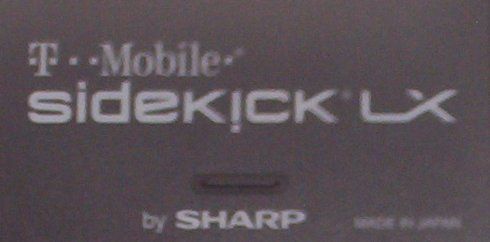 T··Mobile·®
sidekick® LX
by SHARP MADE IN JAPAN